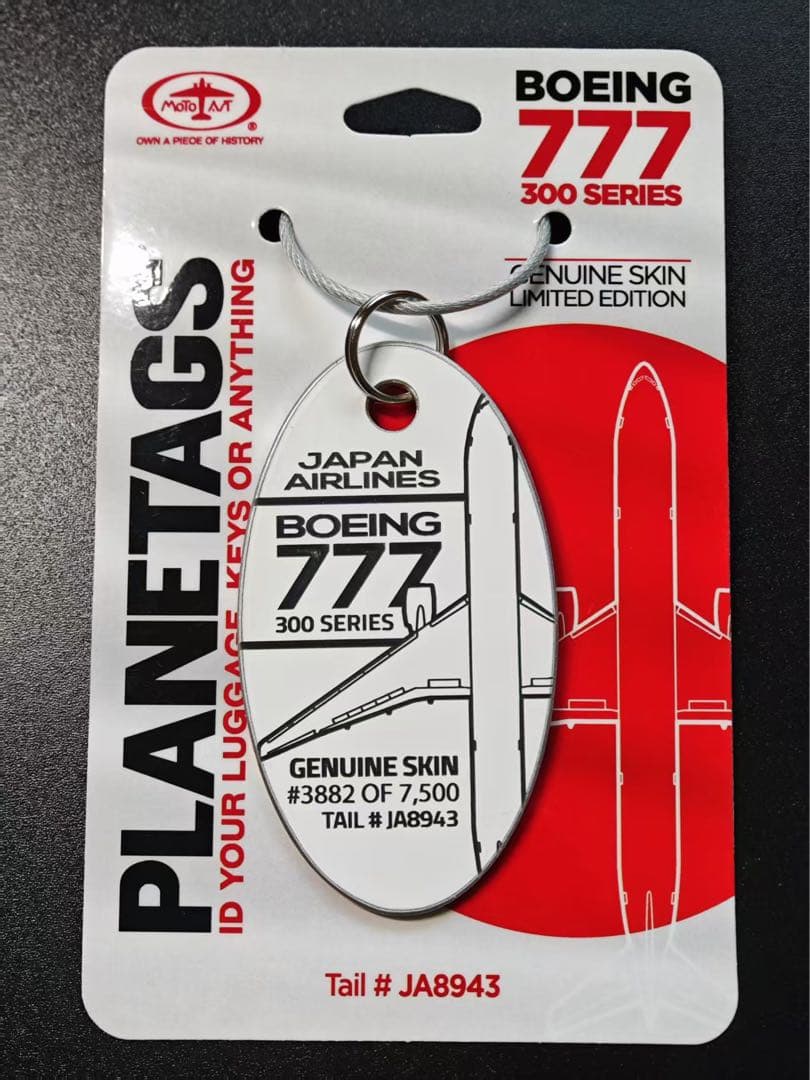 MOTOART
®
OWN A PIECE OF HISTORY
BOEING
777
300 SERIES
GENUINE SKIN
LIMITED EDITION
PLANETAGS
ID YOUR LUGGAGE, KEYS OR ANYTHING
JAPAN
AIRLINES
BOEING
777
300 SERIES
GENUINE SKIN
#3882 OF 7,500
TAIL # JA8943
Tail # JA8943